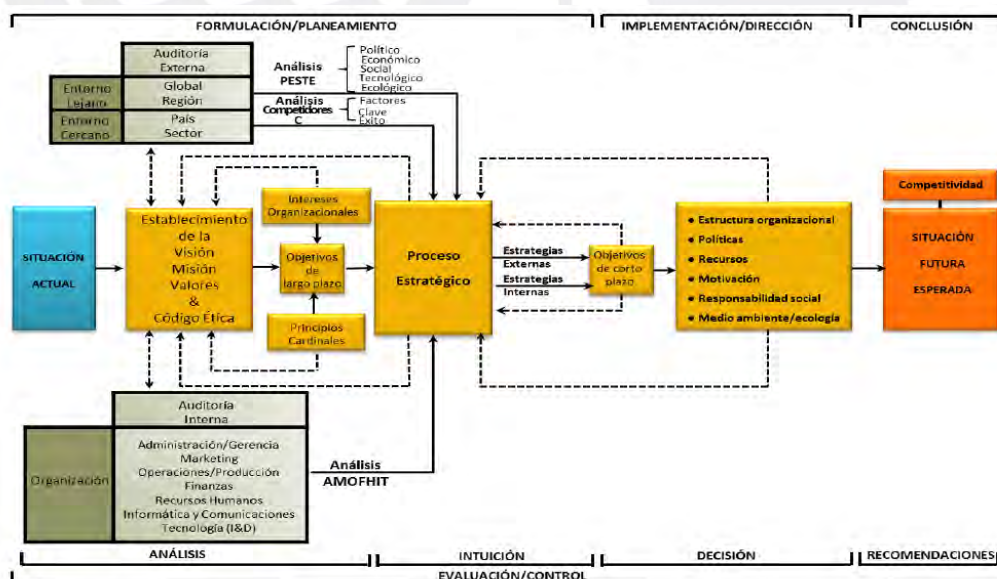 FORMULACIÓN/PLANEAMIENTO
IMPLEMENTACIÓN/DIRECCIÓN
CONCLUSIÓN
Auditoría
Externa
Entorno
Lejano
Global
Región
Entorno
Cercano
País
Sector
Análisis
PESTE
Político
Económico
Social
Tecnológico
Ecológico
Análisis
Competidores
C
Factores
Clave
Éxito
SITUACIÓN
ACTUAL
Establecimiento
de la
Visión
Misión
Valores
&
Código Ética
Intereses
Organizacionales
Objetivos de
largo plazo
Principios
Cardinales
Proceso
Estratégico
Estrategias
Externas
Estrategias
Internas
Objetivos
de corto
plazo
• Estructura organizacional
• Políticas
• Recursos
• Motivación
• Responsabilidad social
• Medio ambiente/ecología
Competitividad
SITUACIÓN
FUTURA
ESPERADA
Auditoría
Interna
Organización
Administración/Gerencia
Marketing
Operaciones/Producción
Finanzas
Recursos Humanos
Informática y Comunicaciones
Tecnología (I&D)
Análisis
AMOFHIT
ANÁLISIS
INTUICIÓN
DECISIÓN
RECOMENDACIONES
EVALUACIÓN/CONTROL